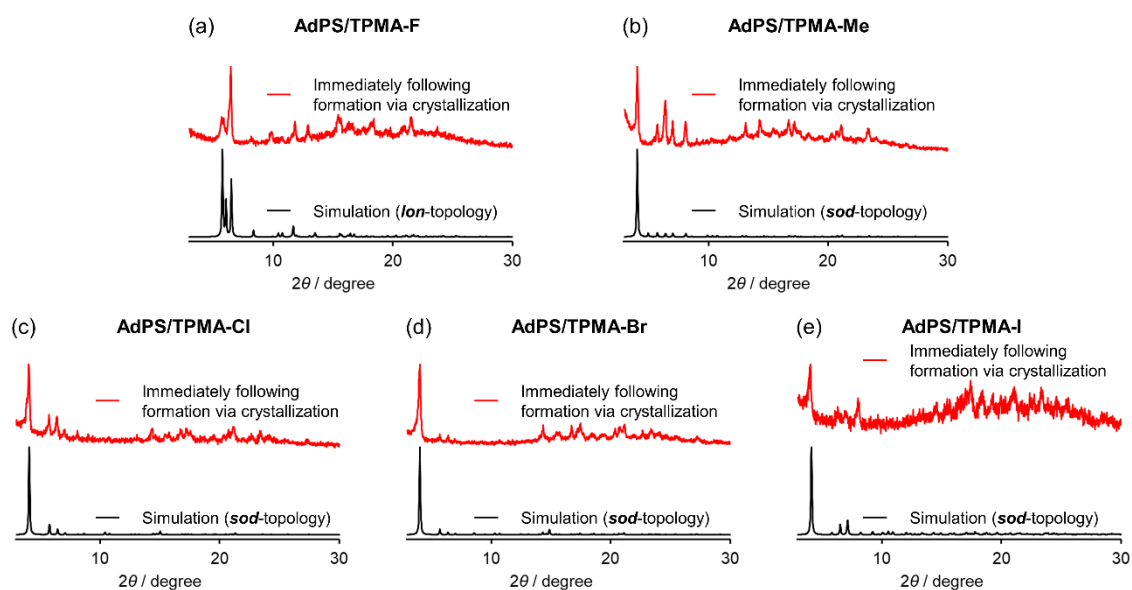 (a)
AdPS/TPMA-F
Immediately following
formation via crystallization
Simulation (lon-topology)
10
20
30
2θ / degree
(b)
AdPS/TPMA-Me
Immediately following
formation via crystallization
Simulation (sod-topology)
10
20
30
2θ / degree
(c)
AdPS/TPMA-Cl
Immediately following
formation via crystallization
Simulation (sod-topology)
10
20
30
2θ / degree
(d)
AdPS/TPMA-Br
Immediately following
formation via crystallization
Simulation (sod-topology)
10
20
30
2θ / degree
(e)
AdPS/TPMA-I
Immediately following
formation via crystallization
Simulation (sod-topology)
10
20
30
2θ / degree